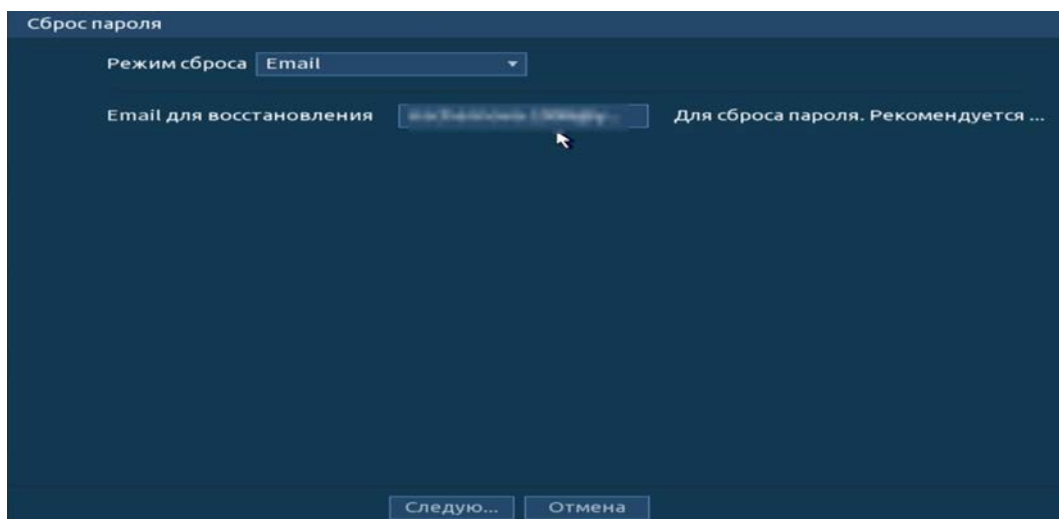 Сброс пароля
Режим сброса Email
Email для восстановления Для сброса пароля. Рекомендуется ...
Следую... Отмена